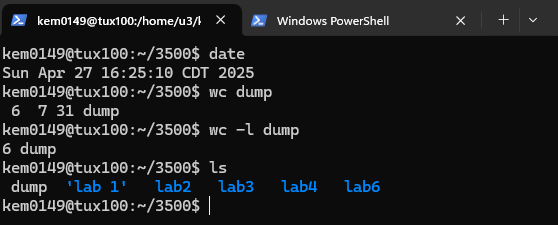 kem0149@tux100:/home/u3/k
Windows PowerShell
kem0149@tux100:~/3500$ date
Sun Apr 27 16:25:10 CDT 2025
kem0149@tux100:~/3500$ wc dump
 6  7 31 dump
kem0149@tux100:~/3500$ wc -l dump
6 dump
kem0149@tux100:~/3500$ ls
 dump  'lab 1'   lab2   lab3   lab4   lab6
kem0149@tux100:~/3500$